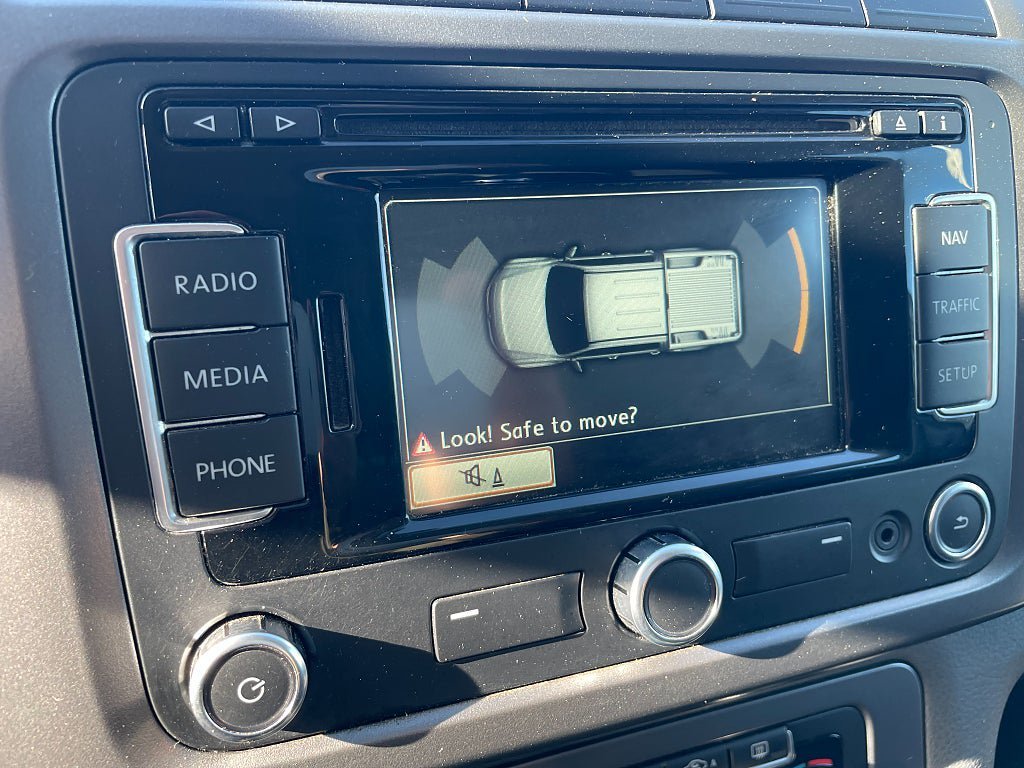 i
RADIO
MEDIA
PHONE
NAV
TRAFFIC
SETUP
Look! Safe to move?